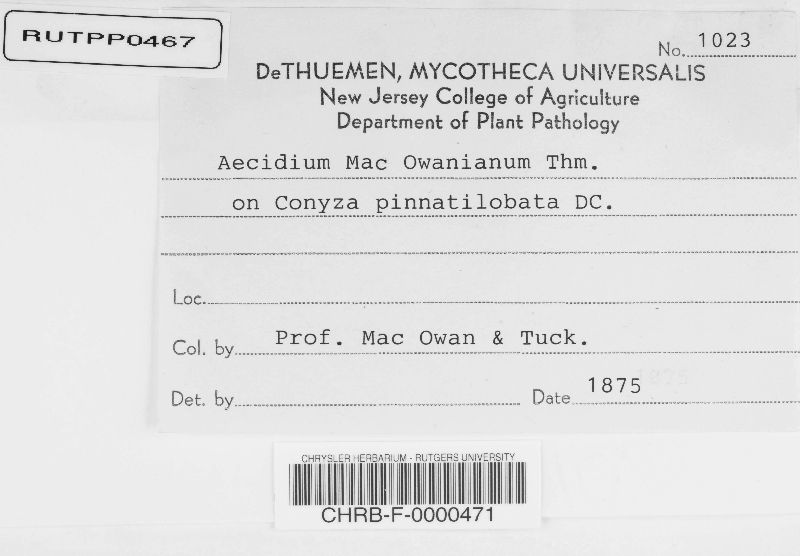 RUTPP0467
No. 1023
DeTHUEMEN, MYCOTHECA UNIVERSALIS
New Jersey College of Agriculture
Department of Plant Pathology
Aecidium Mac Owanianum Thm.
on Conyza pinnatilobata DC.
Loc.
Col. by Prof. Mac Owan & Tuck.
Det. by Date 1875
CHRYSLER HERBARIUM - RUTGERS UNIVERSITY
CHRB-F-0000471